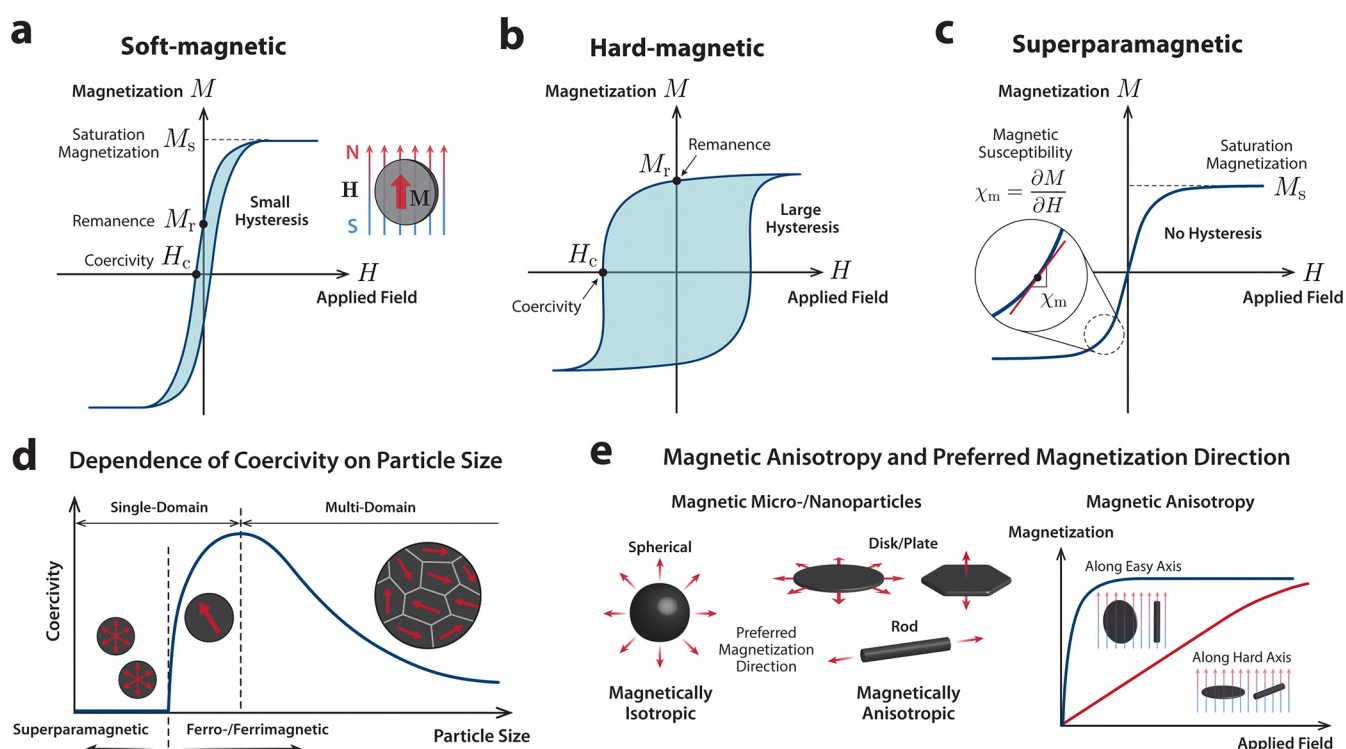 a
Soft-magnetic
Magnetization M
Saturation
Magnetization
Mₛ
Remanence Mᵣ
Coercivity H_c
Small
Hysteresis
H
Applied Field
N
H
S
M
b
Hard-magnetic
Magnetization M
Remanence
Mᵣ
Large
Hysteresis
H_c
Coercivity
H
Applied Field
c
Superparamagnetic
Magnetization M
Magnetic
Susceptibility
χₘ = ∂M/∂H
Saturation
Magnetization
Mₛ
No Hysteresis
χₘ
H
Applied Field
d
Dependence of Coercivity on Particle Size
Single-Domain
Multi-Domain
Coercivity
Superparamagnetic
Ferro-/Ferrimagnetic
Particle Size
e
Magnetic Anisotropy and Preferred Magnetization Direction
Magnetic Micro-/Nanoparticles
Spherical
Disk/Plate
Rod
Preferred
Magnetization
Direction
Magnetically
Isotropic
Magnetically
Anisotropic
Magnetic Anisotropy
Magnetization
Along Easy Axis
Along Hard Axis
Applied Field